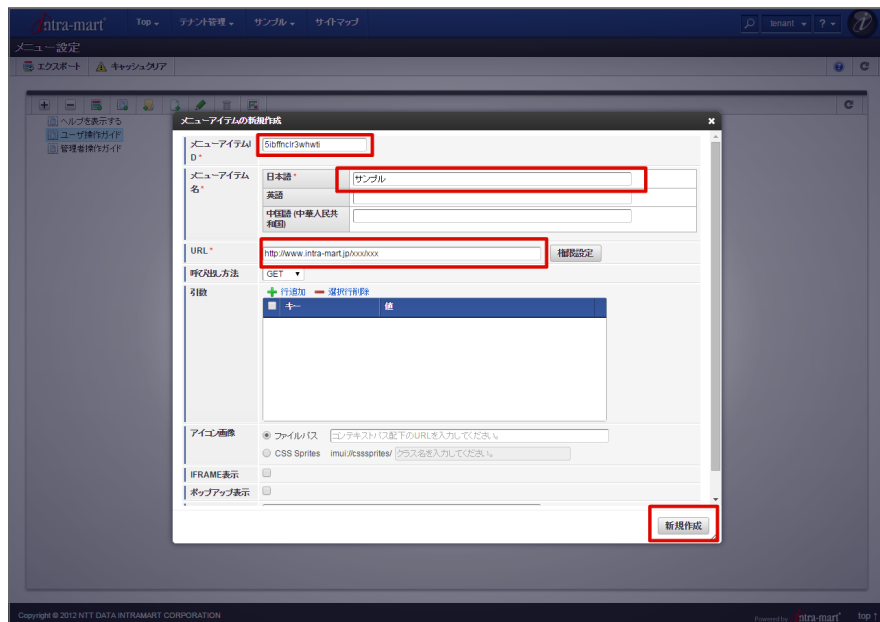 intra-mart Top テナント管理 サンプル サイトマップ tenant ?
メニュー設定
エクスポート キャッシュクリア
ヘルプを表示する
ユーザ操作ガイド
管理者操作ガイド
メニューアイテムの新規作成
メニューアイテムI
D*
5ibffnclr3whwti
メニューアイテム
名*
日本語*
サンプル
英語
中国語 (中華人民共
和国)
URL*
http://www.intra-mart.jp/xxx/xxx
権限設定
呼び出し方法
GET
引数
行追加 選択行削除
キー 値
アイコン画像
ファイルパス コンテキストパス配下のURLを入力してください。
CSS Sprites imui://csssprites/ クラス名を入力してください。
IFRAME表示
ポップアップ表示
新規作成
Copyright © 2012 NTT DATA INTRAMART CORPORATION
Powered by intra-mart top ↑